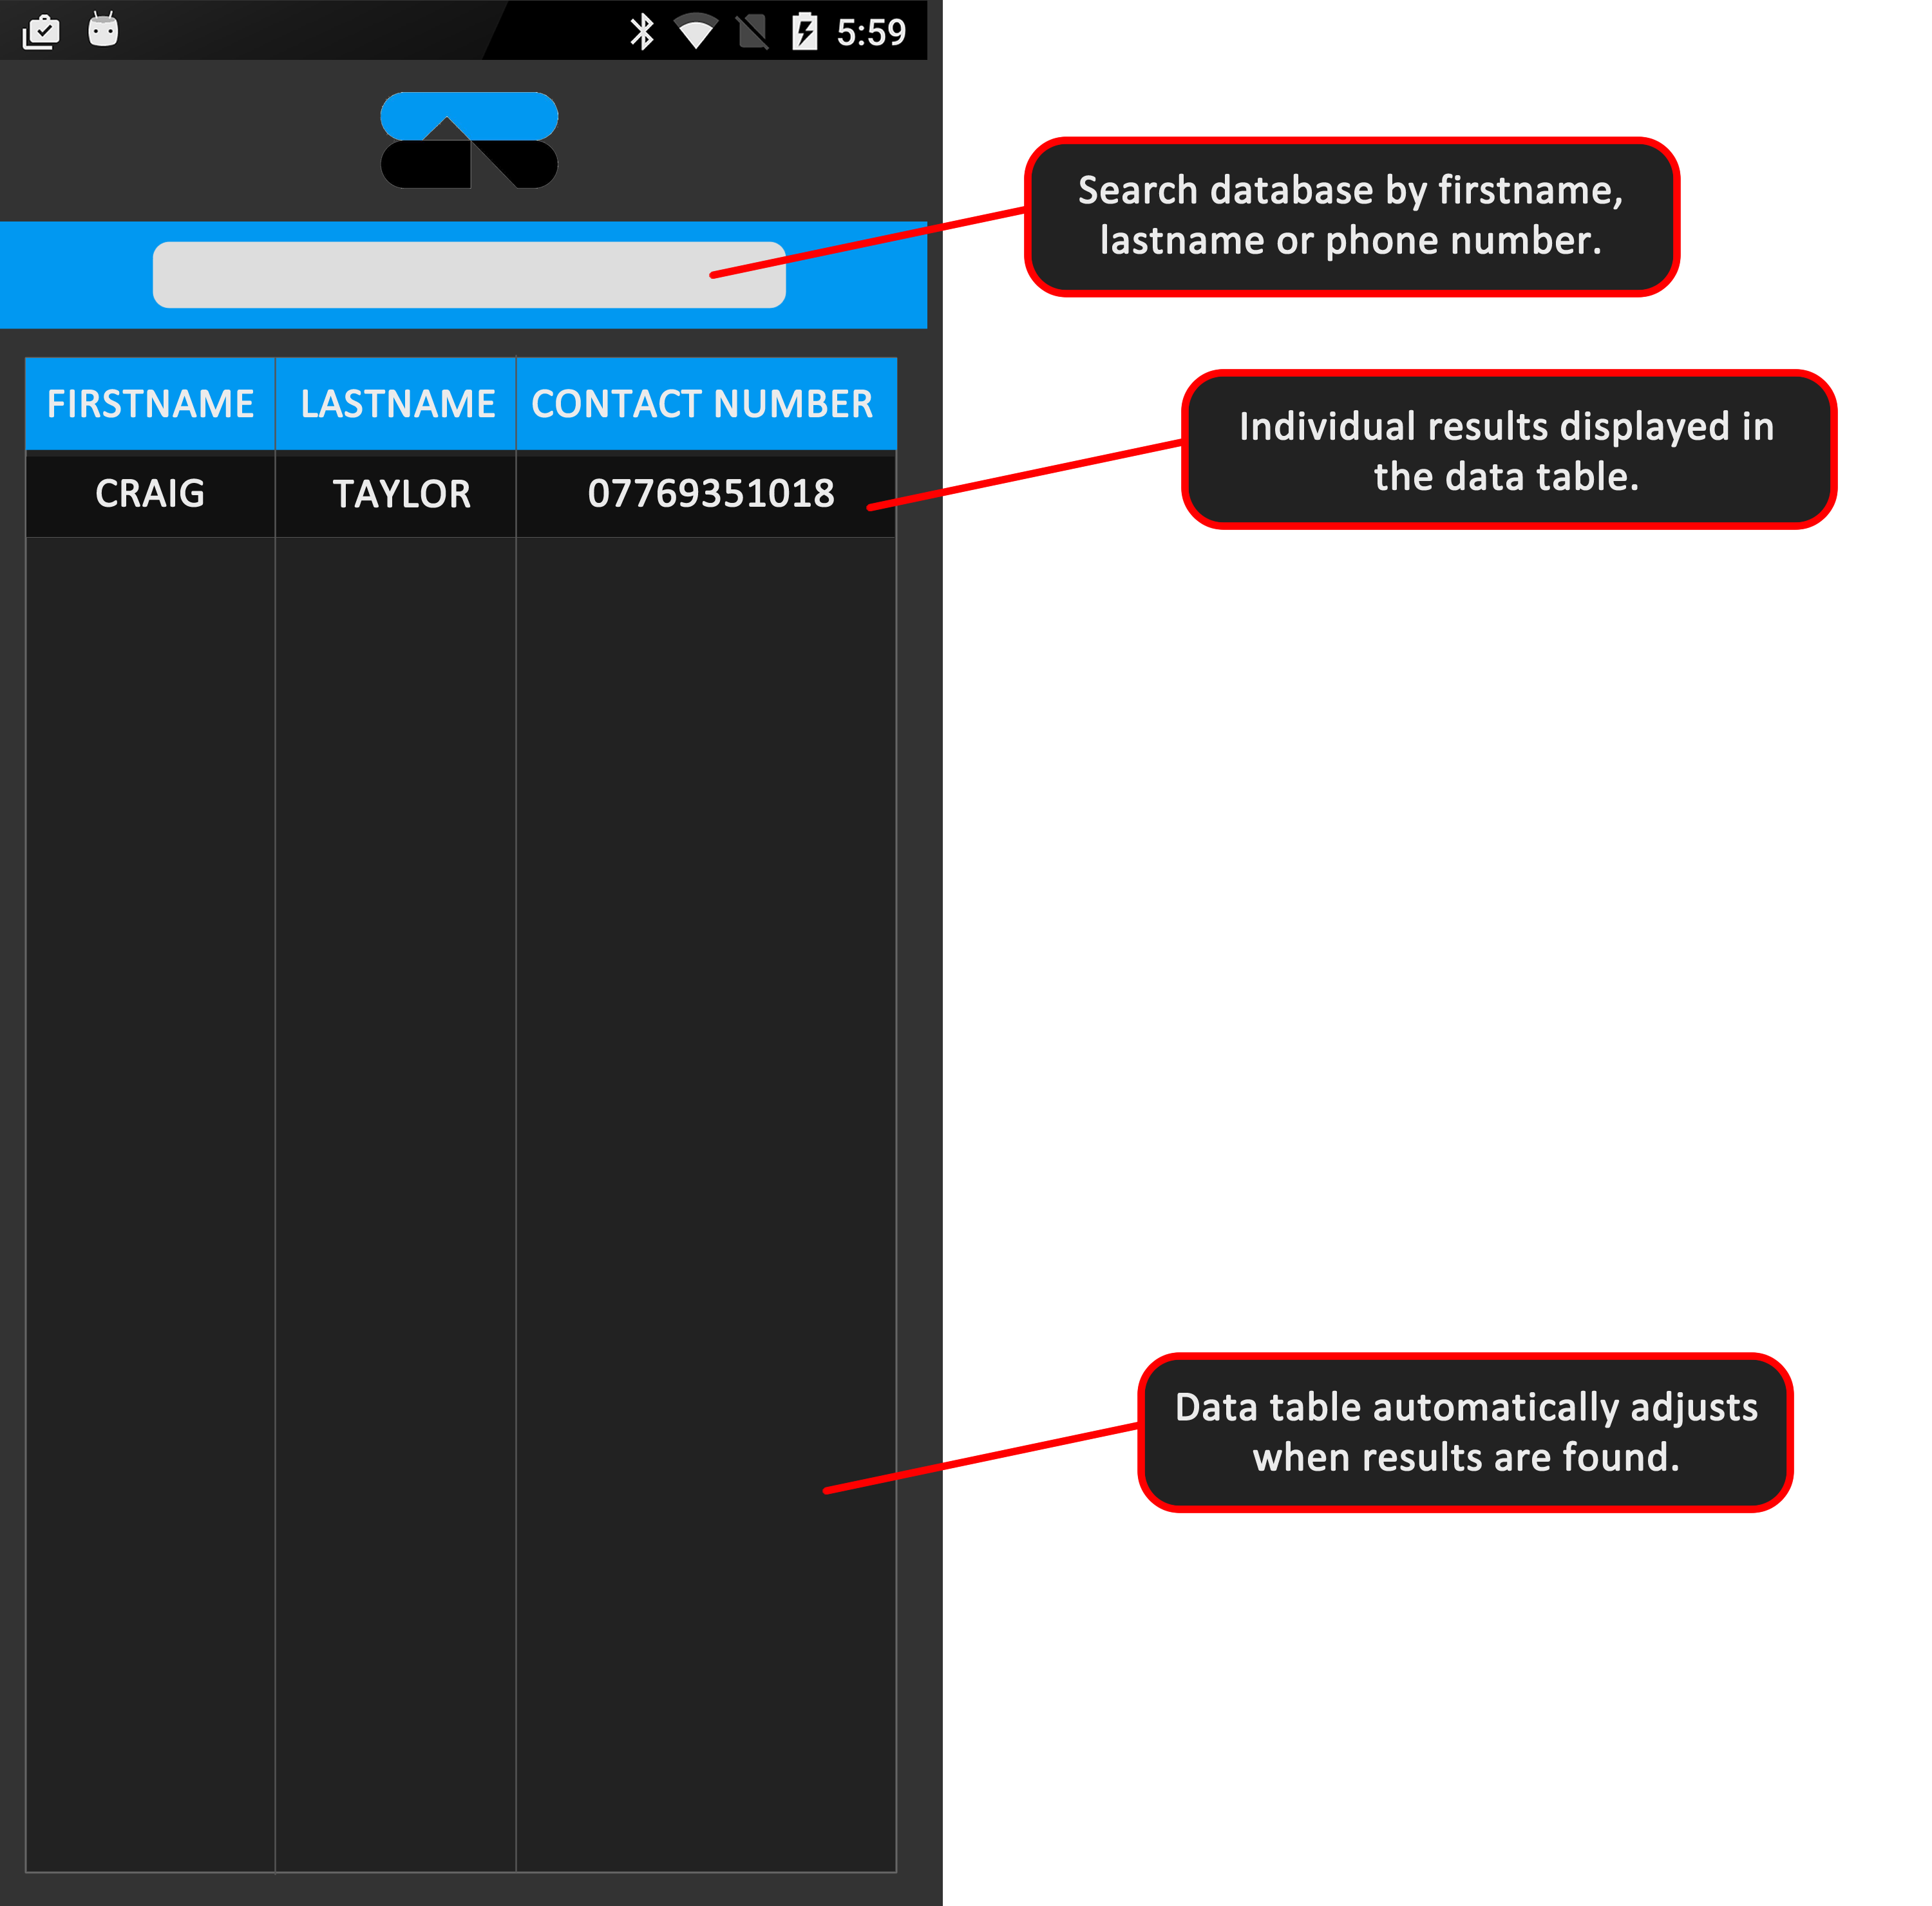 5:59
Search database by firstname,
lastname or phone number.
FIRSTNAME LASTNAME CONTACT NUMBER
Individual results displayed in
the data table.
CRAIG TAYLOR 07769351018
Data table automatically adjusts
when results are found.